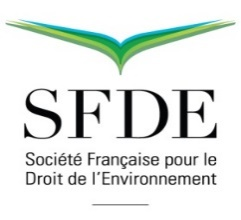 SFDE
Société Française pour le
Droit de l'Environnement